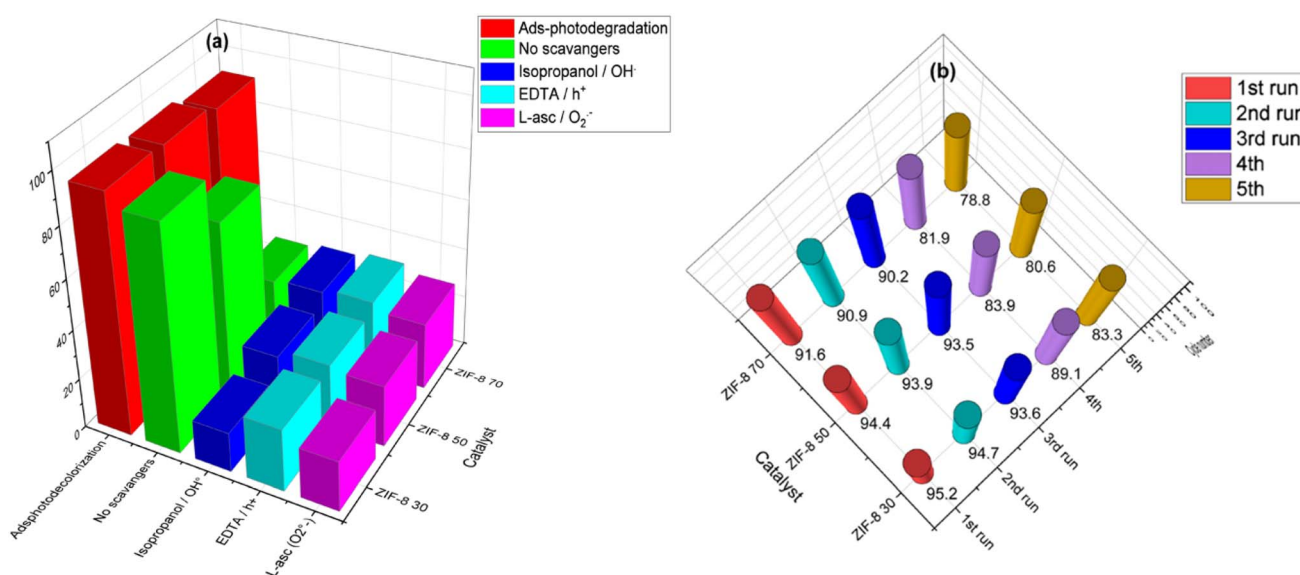 (a)
Ads-photodegradation
No scavangers
Isopropanol / OH·
EDTA / h+
L-asc / O2·-
100
80
60
40
20
0
Adsphotodecolorization
No scavangers
Isopropanol / OH°
EDTA / h+
L-asc (O2°-)
ZIF-8 30
ZIF-8 50
ZIF-8 70
Catalyst
(b)
1st run
2nd run
3rd run
4th
5th
78.8
81.9
80.6
90.2
83.9
90.9
83.3
91.6
93.5
89.1
93.9
93.6
94.4
94.7
95.2
ZIF-8 70
ZIF-8 50
ZIF-8 30
Catalyst
1st run
2nd run
3rd run
4th
5th